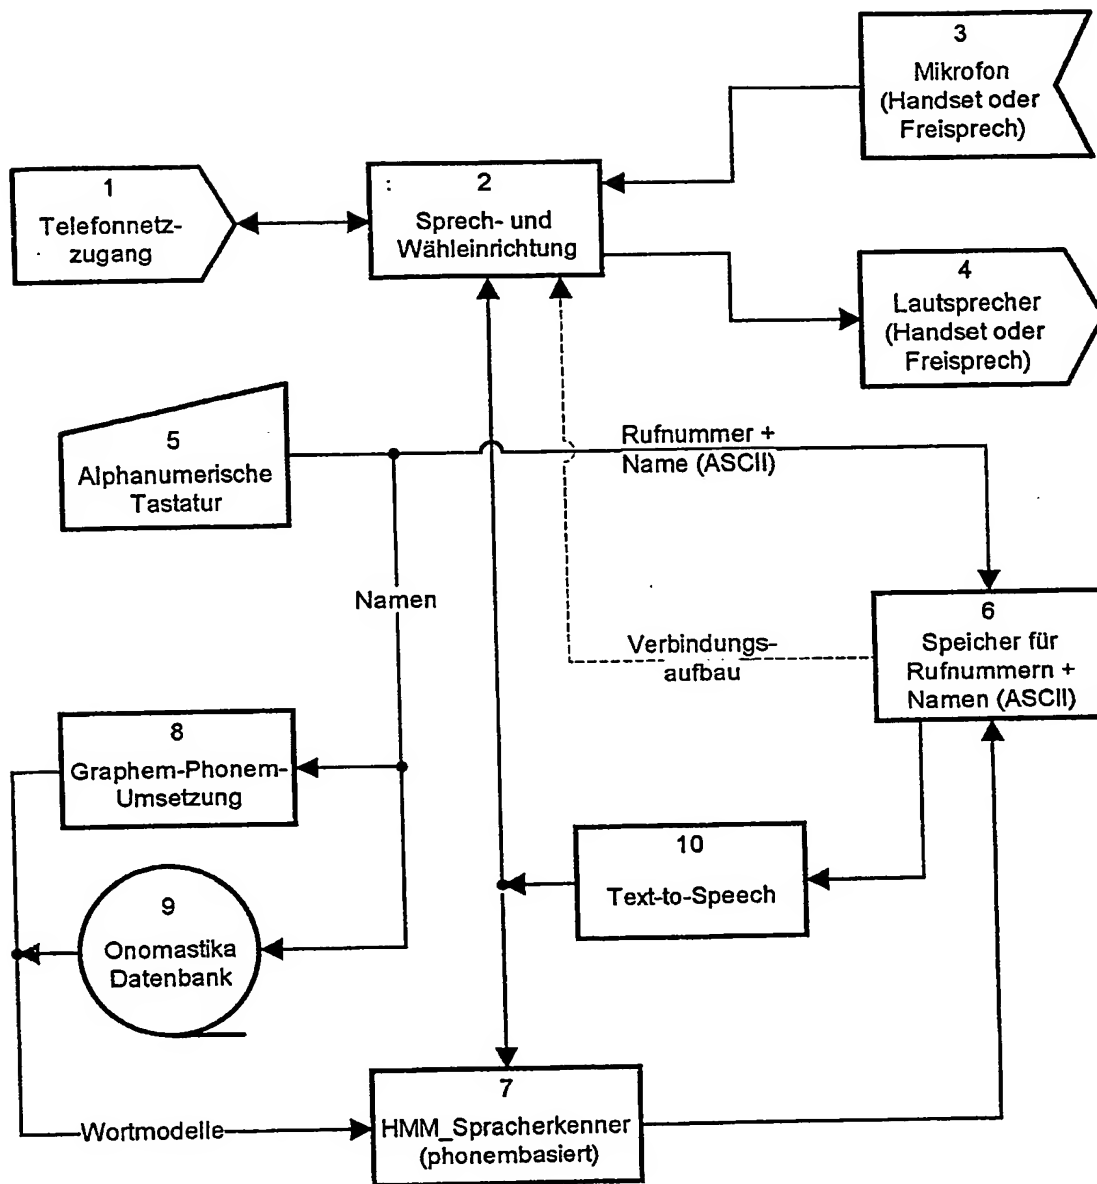 3
Mikrofon
(Handset oder
Freisprech)
1
Telefonnetz-
zugang
: 2
Sprech- und
Wähleinrichtung
4
Lautsprecher
(Handset oder
Freisprech)
5
Alphanumerische
Tastatur
Rufnummer +
Name (ASCII)
Namen
6
Speicher für
Rufnummern +
Namen (ASCII)
Verbindungs-
aufbau
8
Graphem-Phonem-
Umsetzung
10
Text-to-Speech
9
Onomastika
Datenbank
7
HMM_Spracherkenner
(phonembasiert)
Wortmodelle